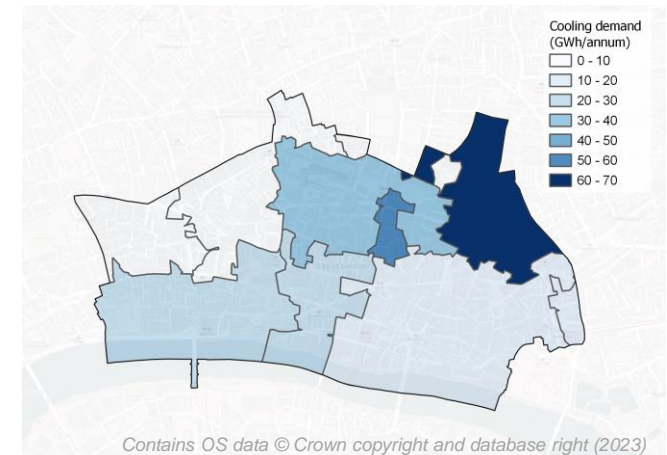 Cooling demand
(GWh/annum)
0 - 10
10 - 20
20 - 30
30 - 40
40 - 50
50 - 60
60 - 70
Contains OS data © Crown copyright and database right (2023)